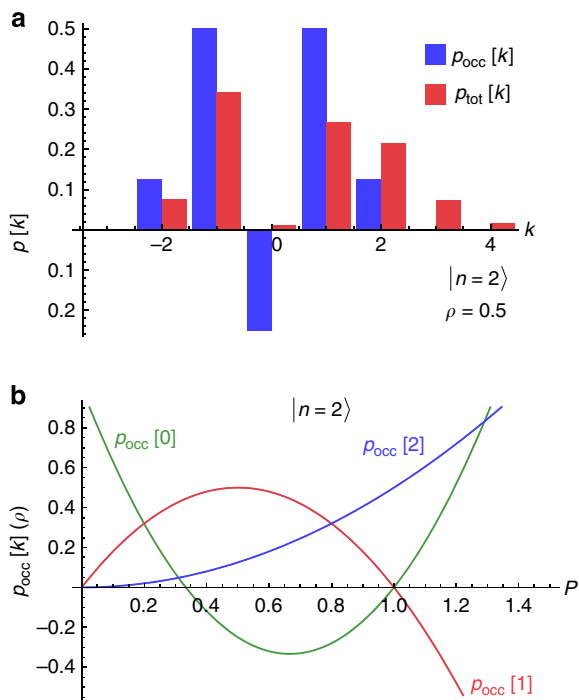 a
0.5
0.4
0.3
0.2
0.1
0.1
0.2
p [k]
p_occ [k]
p_tot [k]
−2
0
2
4
k
|n = 2⟩
ρ = 0.5
b
|n = 2⟩
p_occ [0]
p_occ [2]
p_occ [1]
0.8
0.6
0.4
0.2
−0.2
−0.4
p_occ [k] (ρ)
0.2
0.4
0.6
0.8
1.0
1.2
1.4
P